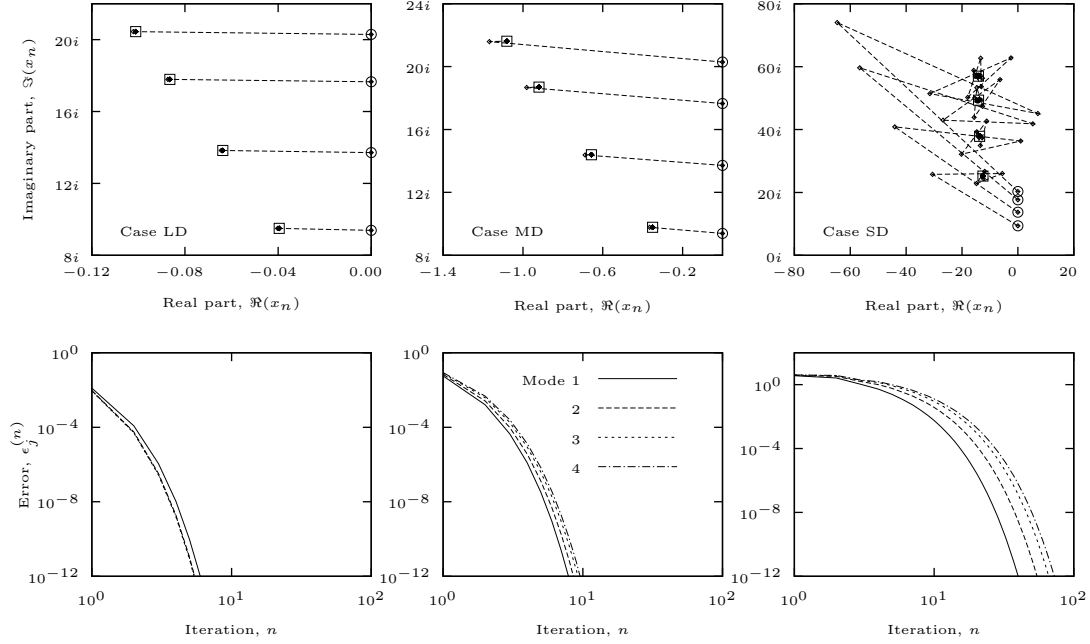 Imaginary part, ℑ(xₙ)
20i
16i
12i
8i
−0.12
−0.08
−0.04
0.00
Case LD
Real part, ℜ(xₙ)
24i
20i
16i
12i
8i
−1.4
−1.0
−0.6
−0.2
Case MD
Real part, ℜ(xₙ)
80i
60i
40i
20i
0i
−80
−60
−40
−20
0
20
Case SD
Real part, ℜ(xₙ)
Error, ϵ_j^(n)
10^0
10^−4
10^−8
10^−12
10^0
10^1
10^2
Iteration, n
10^0
10^−4
10^−8
10^−12
10^0
10^1
10^2
Mode 1
2
3
4
Iteration, n
10^0
10^−4
10^−8
10^−12
10^0
10^1
10^2
Iteration, n